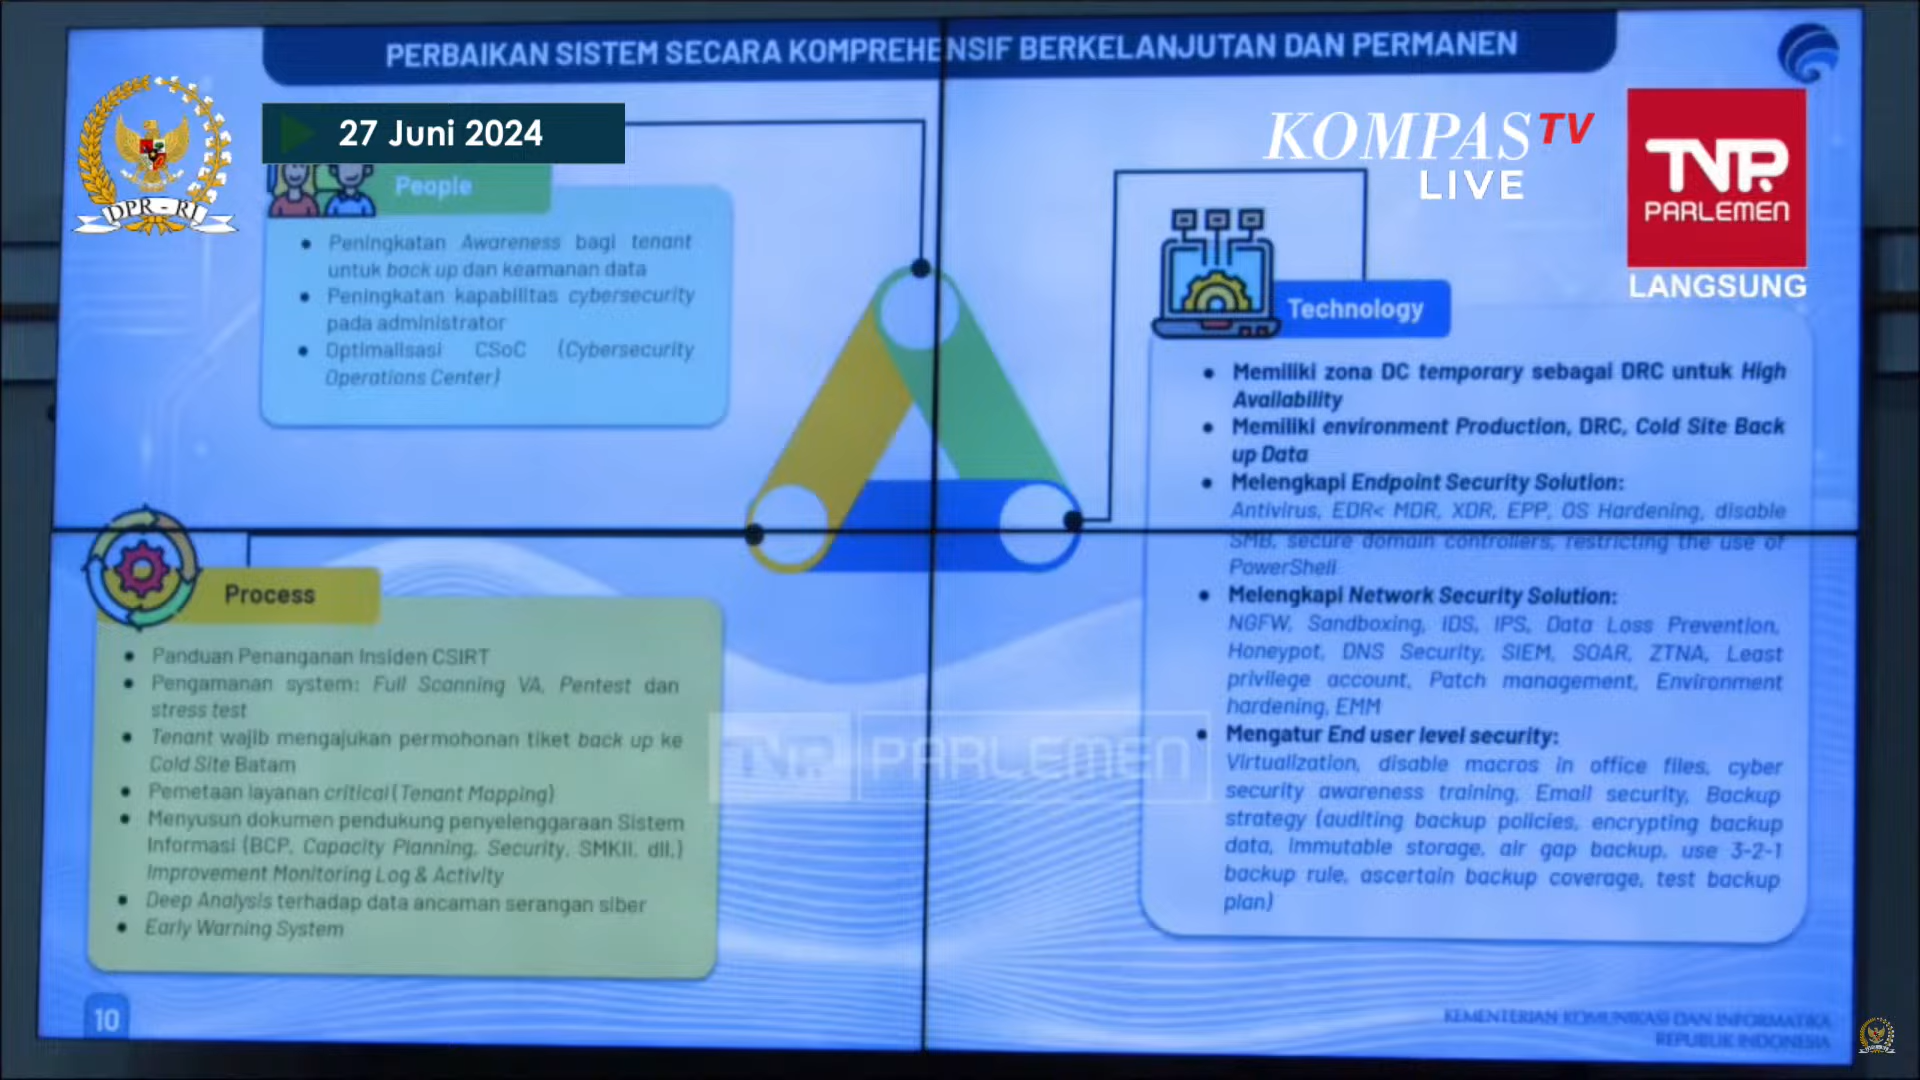 PERBAIKAN SISTEM SECARA KOMPREHENSIF BERKELANJUTAN DAN PERMANEN
DPR - RI
27 Juni 2024
KOMPAS TV
LIVE
TVR
PARLEMEN
LANGSUNG
People
● Peningkatan Awareness bagi tenant
untuk back up dan keamanan data
● Peningkatan kapabilitas cybersecurity
pada administrator
● Optimalisasi CSoC (Cybersecurity
Operations Center)
Technology
● Memiliki zona DC temporary sebagai DRC untuk High
Availability
● Memiliki environment Production, DRC, Cold Site Back
up Data
● Melengkapi Endpoint Security Solution:
Antivirus, EDR< MDR, XDR, EPP, OS Hardening, disable
SMB, secure domain controllers, restricting the use of
PowerShell
● Melengkapi Network Security Solution:
NGFW, Sandboxing, IDS, IPS, Data Loss Prevention,
Honeypot, DNS Security, SIEM, SOAR, ZTNA, Least
privilege account, Patch management, Environment
hardening, EMM
● Mengatur End user level security:
Virtualization, disable macros in office files, cyber
security awareness training, Email security, Backup
strategy (auditing backup policies, encrypting backup
data, Immutable storage, air gap backup, use 3-2-1
backup rule, ascertain backup coverage, test backup
plan)
Process
● Panduan Penanganan Insiden CSIRT
● Pengamanan system: Full Scanning VA, Pentest dan
stress test
● Tenant wajib mengajukan permohonan tiket back up ke
Cold Site Batam
● Pemetaan layanan critical (Tenant Mapping)
● Menyusun dokumen pendukung penyelenggaraan Sistem
Informasi (BCP, Capacity Planning, Security, SMKII, dll,)
Improvement Monitoring Log & Activity
● Deep Analysis terhadap data ancaman serangan siber
● Early Warning System
TVR PARLEMEN
10
KEMENTERIAN KOMUNIKASI DAN INFORMATIKA
REPUBLIK INDONESIA